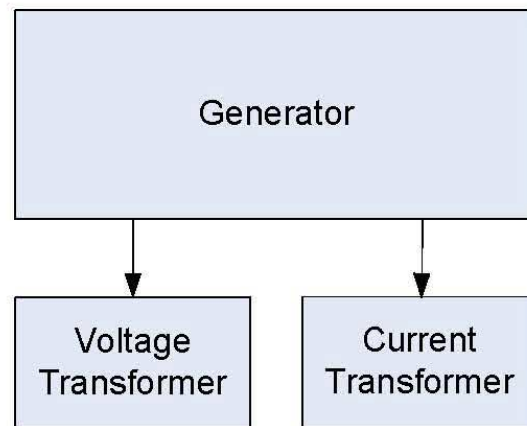 Generator
Voltage
Transformer
Current
Transformer